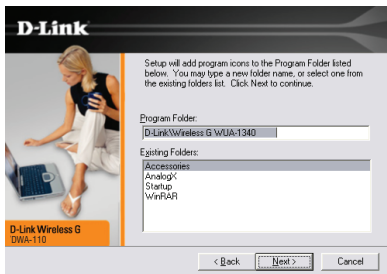 D-Link
Setup will add program icons to the Program Folder listed
below. You may type a new folder name, or select one from
the existing folders list. Click Next to continue.
Program Folder:
D-Link\Wireless G WUA-1340
Existing Folders:
Accessories
AnalogX
Startup
WinRAR
D-Link Wireless G
DWA-110
< Back
Next >
Cancel